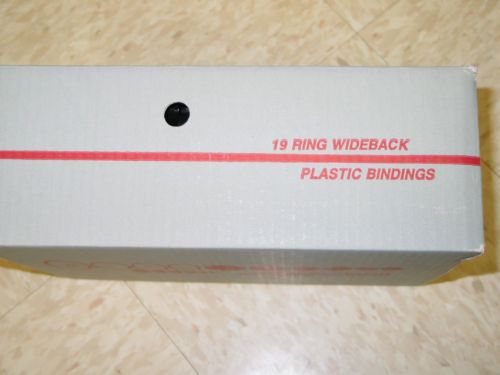 19 RING WIDEBACK
PLASTIC BINDINGS